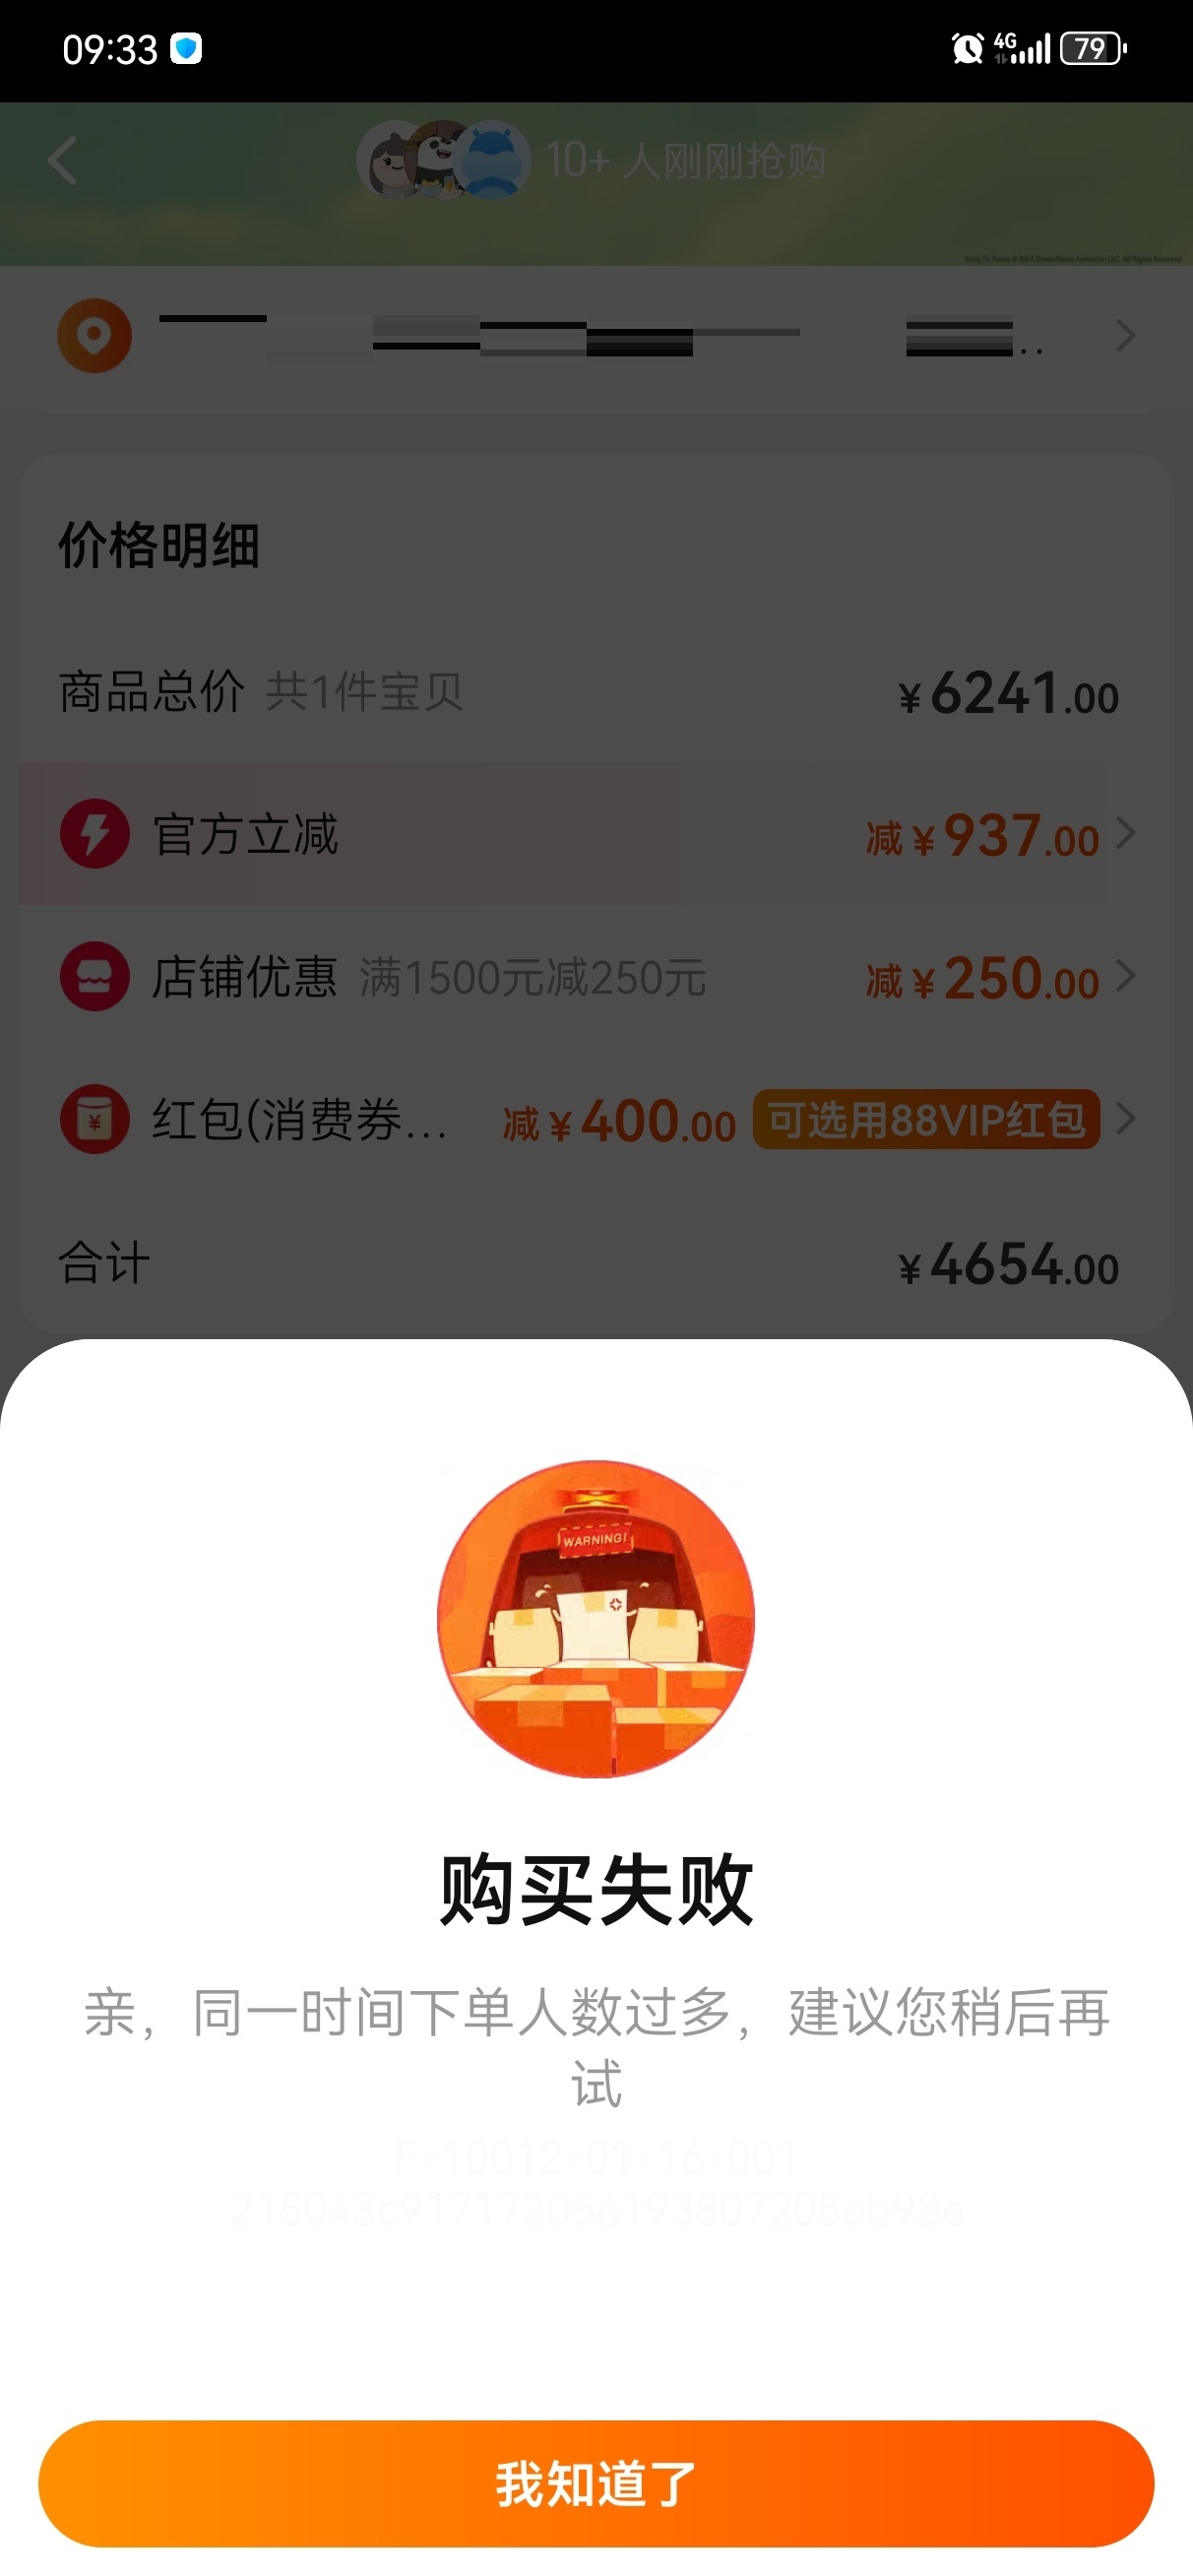 09:33
4G
79
10+ 人刚刚抢购
价格明细
商品总价 共1件宝贝 ¥6241.00
官方立减 减¥937.00
店铺优惠 满1500元减250元 减¥250.00
红包(消费券... 减¥400.00 可选用88VIP红包
合计 ¥4654.00
WARNING!
购买失败
亲，同一时间下单人数过多，建议您稍后再
试
F-10012-01-16-001
215043c917172056193807205eb98e
我知道了